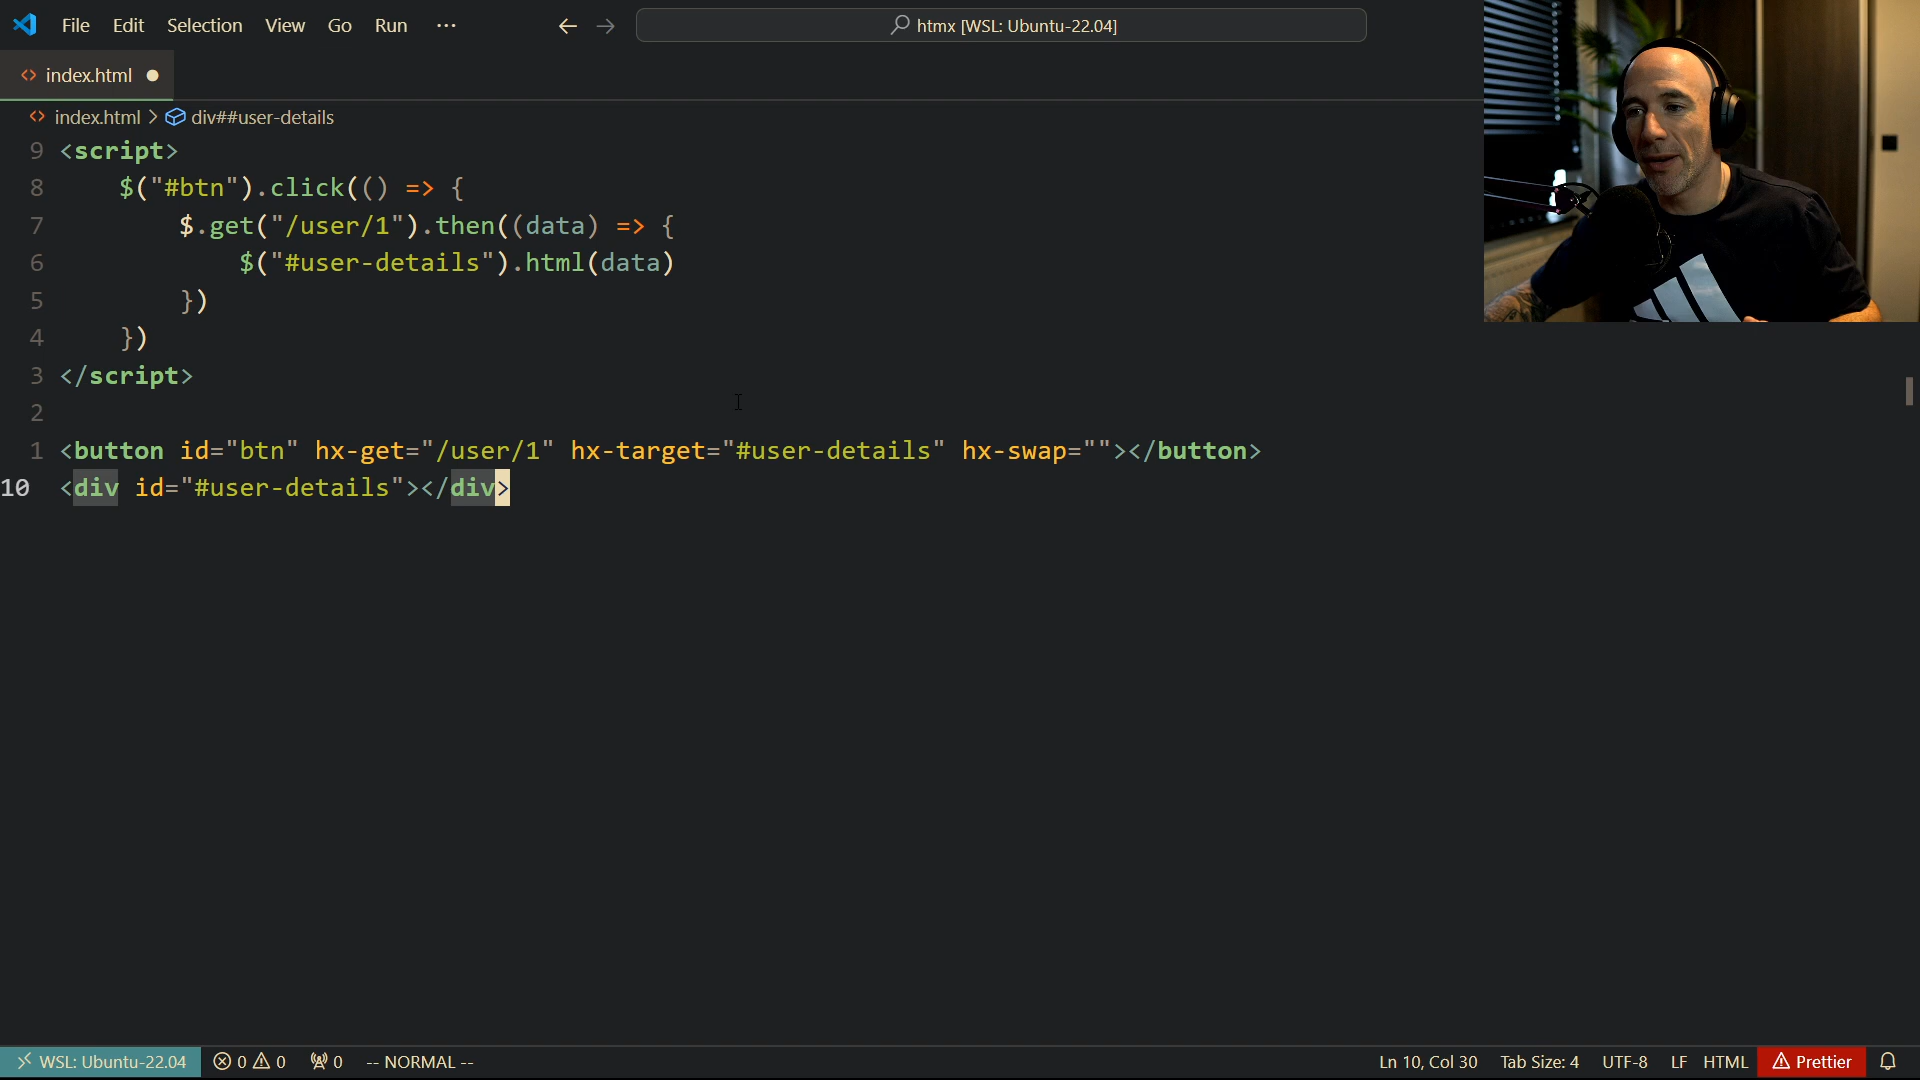 File Edit Selection View Go Run ···
htmx [WSL: Ubuntu-22.04]
index.html
index.html > div##user-details
9 <script>
8 $("#btn").click(() => {
7 $.get("/user/1").then((data) => {
6 $("#user-details").html(data)
5 })
4 })
3 </script>
2
1 <button id="btn" hx-get="/user/1" hx-target="#user-details" hx-swap=""></button>
10 <div id="#user-details"></div>
WSL: Ubuntu-22.04 0 0 0 -- NORMAL -- Ln 10, Col 30 Tab Size: 4 UTF-8 LF HTML Prettier